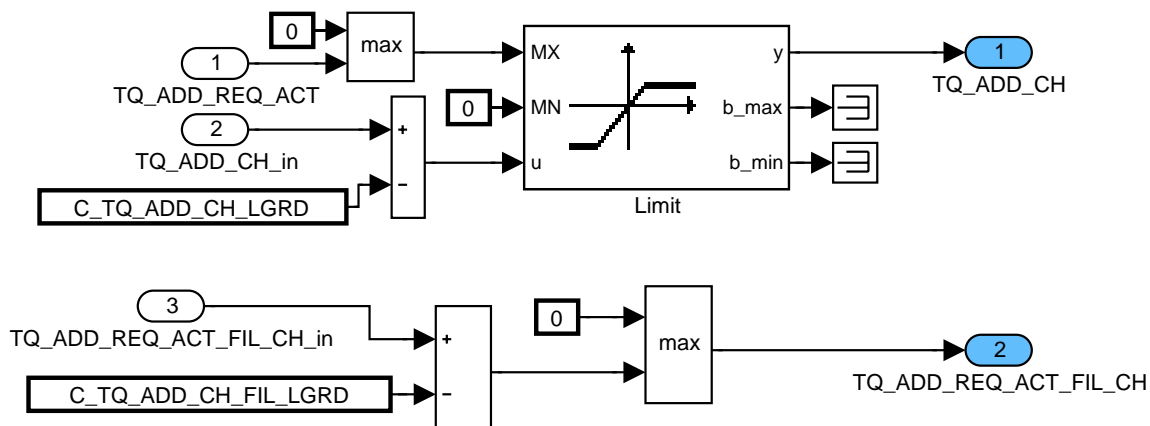 0
max
1
TQ_ADD_REQ_ACT
2
TQ_ADD_CH_in
C_TQ_ADD_CH_LGRD
+
−
0
MX
MN
u
y
b_max
b_min
Limit
1
TQ_ADD_CH
3
TQ_ADD_REQ_ACT_FIL_CH_in
C_TQ_ADD_CH_FIL_LGRD
+
−
0
max
2
TQ_ADD_REQ_ACT_FIL_CH